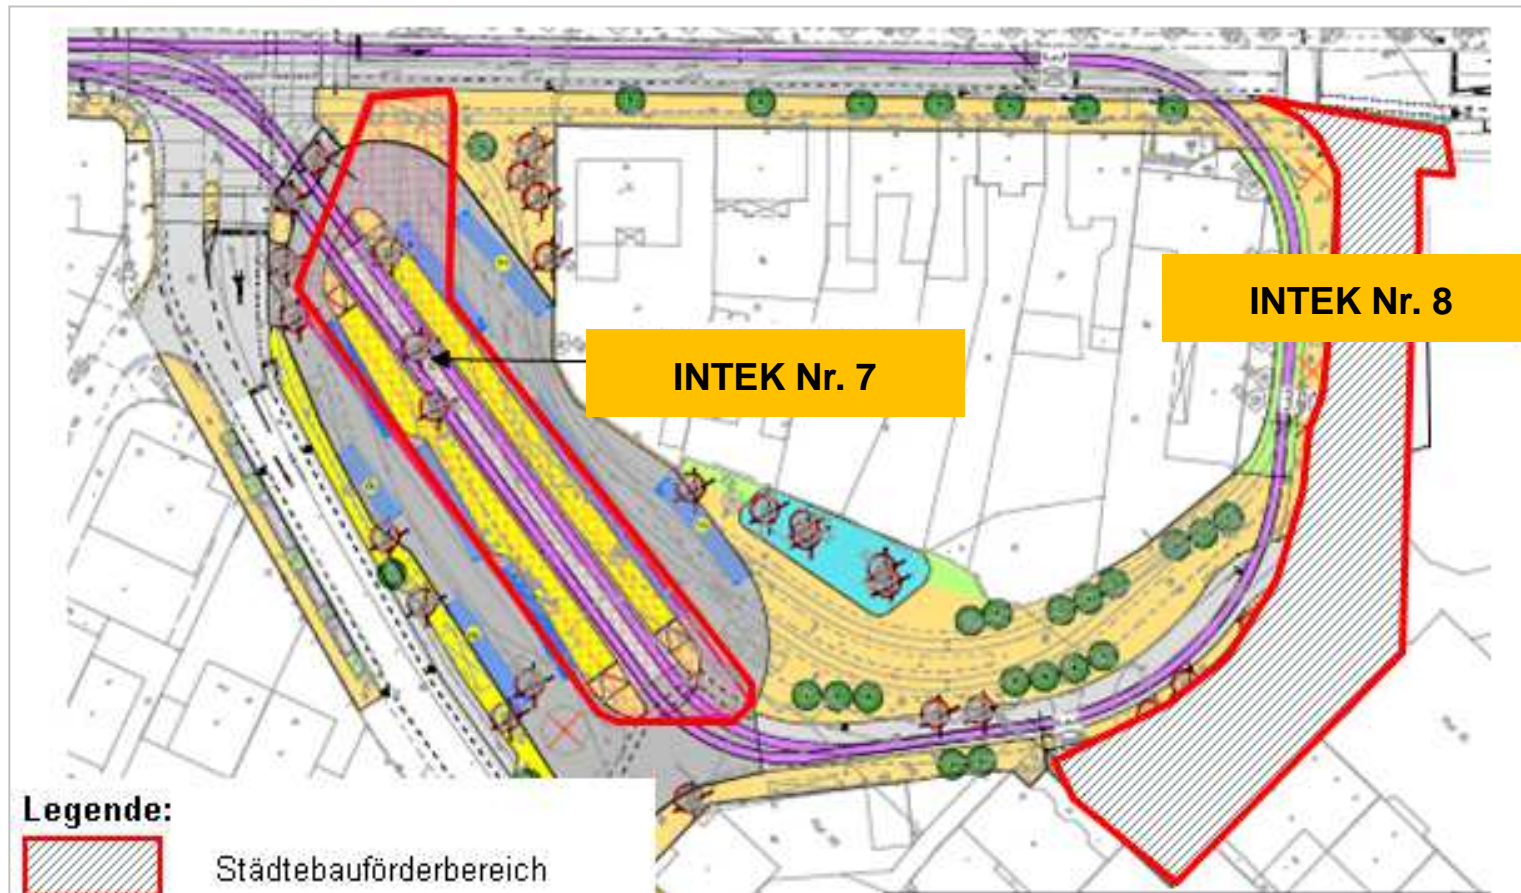 INTEK Nr. 8
INTEK Nr. 7
Legende:
Städtebauförderbereich